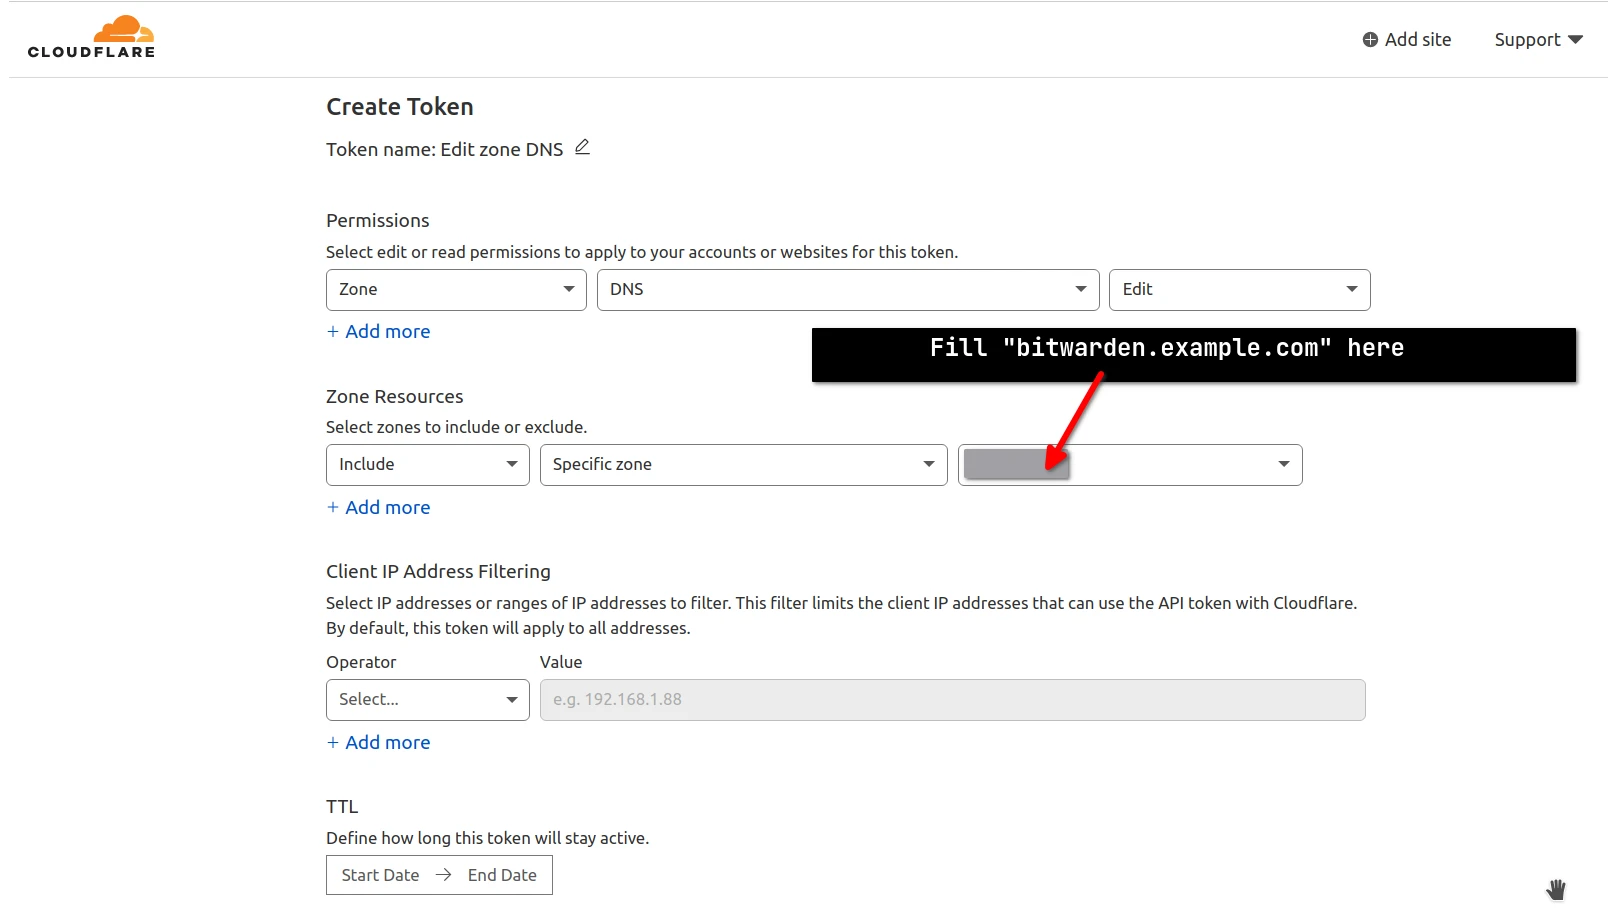 CLOUDFLARE
Add site
Support
Create Token
Token name: Edit zone DNS
Permissions
Select edit or read permissions to apply to your accounts or websites for this token.
Zone
DNS
Edit
+ Add more
Fill "bitwarden.example.com" here
Zone Resources
Select zones to include or exclude.
Include
Specific zone
+ Add more
Client IP Address Filtering
Select IP addresses or ranges of IP addresses to filter. This filter limits the client IP addresses that can use the API token with Cloudflare.
By default, this token will apply to all addresses.
Operator
Value
Select...
e.g. 192.168.1.88
+ Add more
TTL
Define how long this token will stay active.
Start Date → End Date